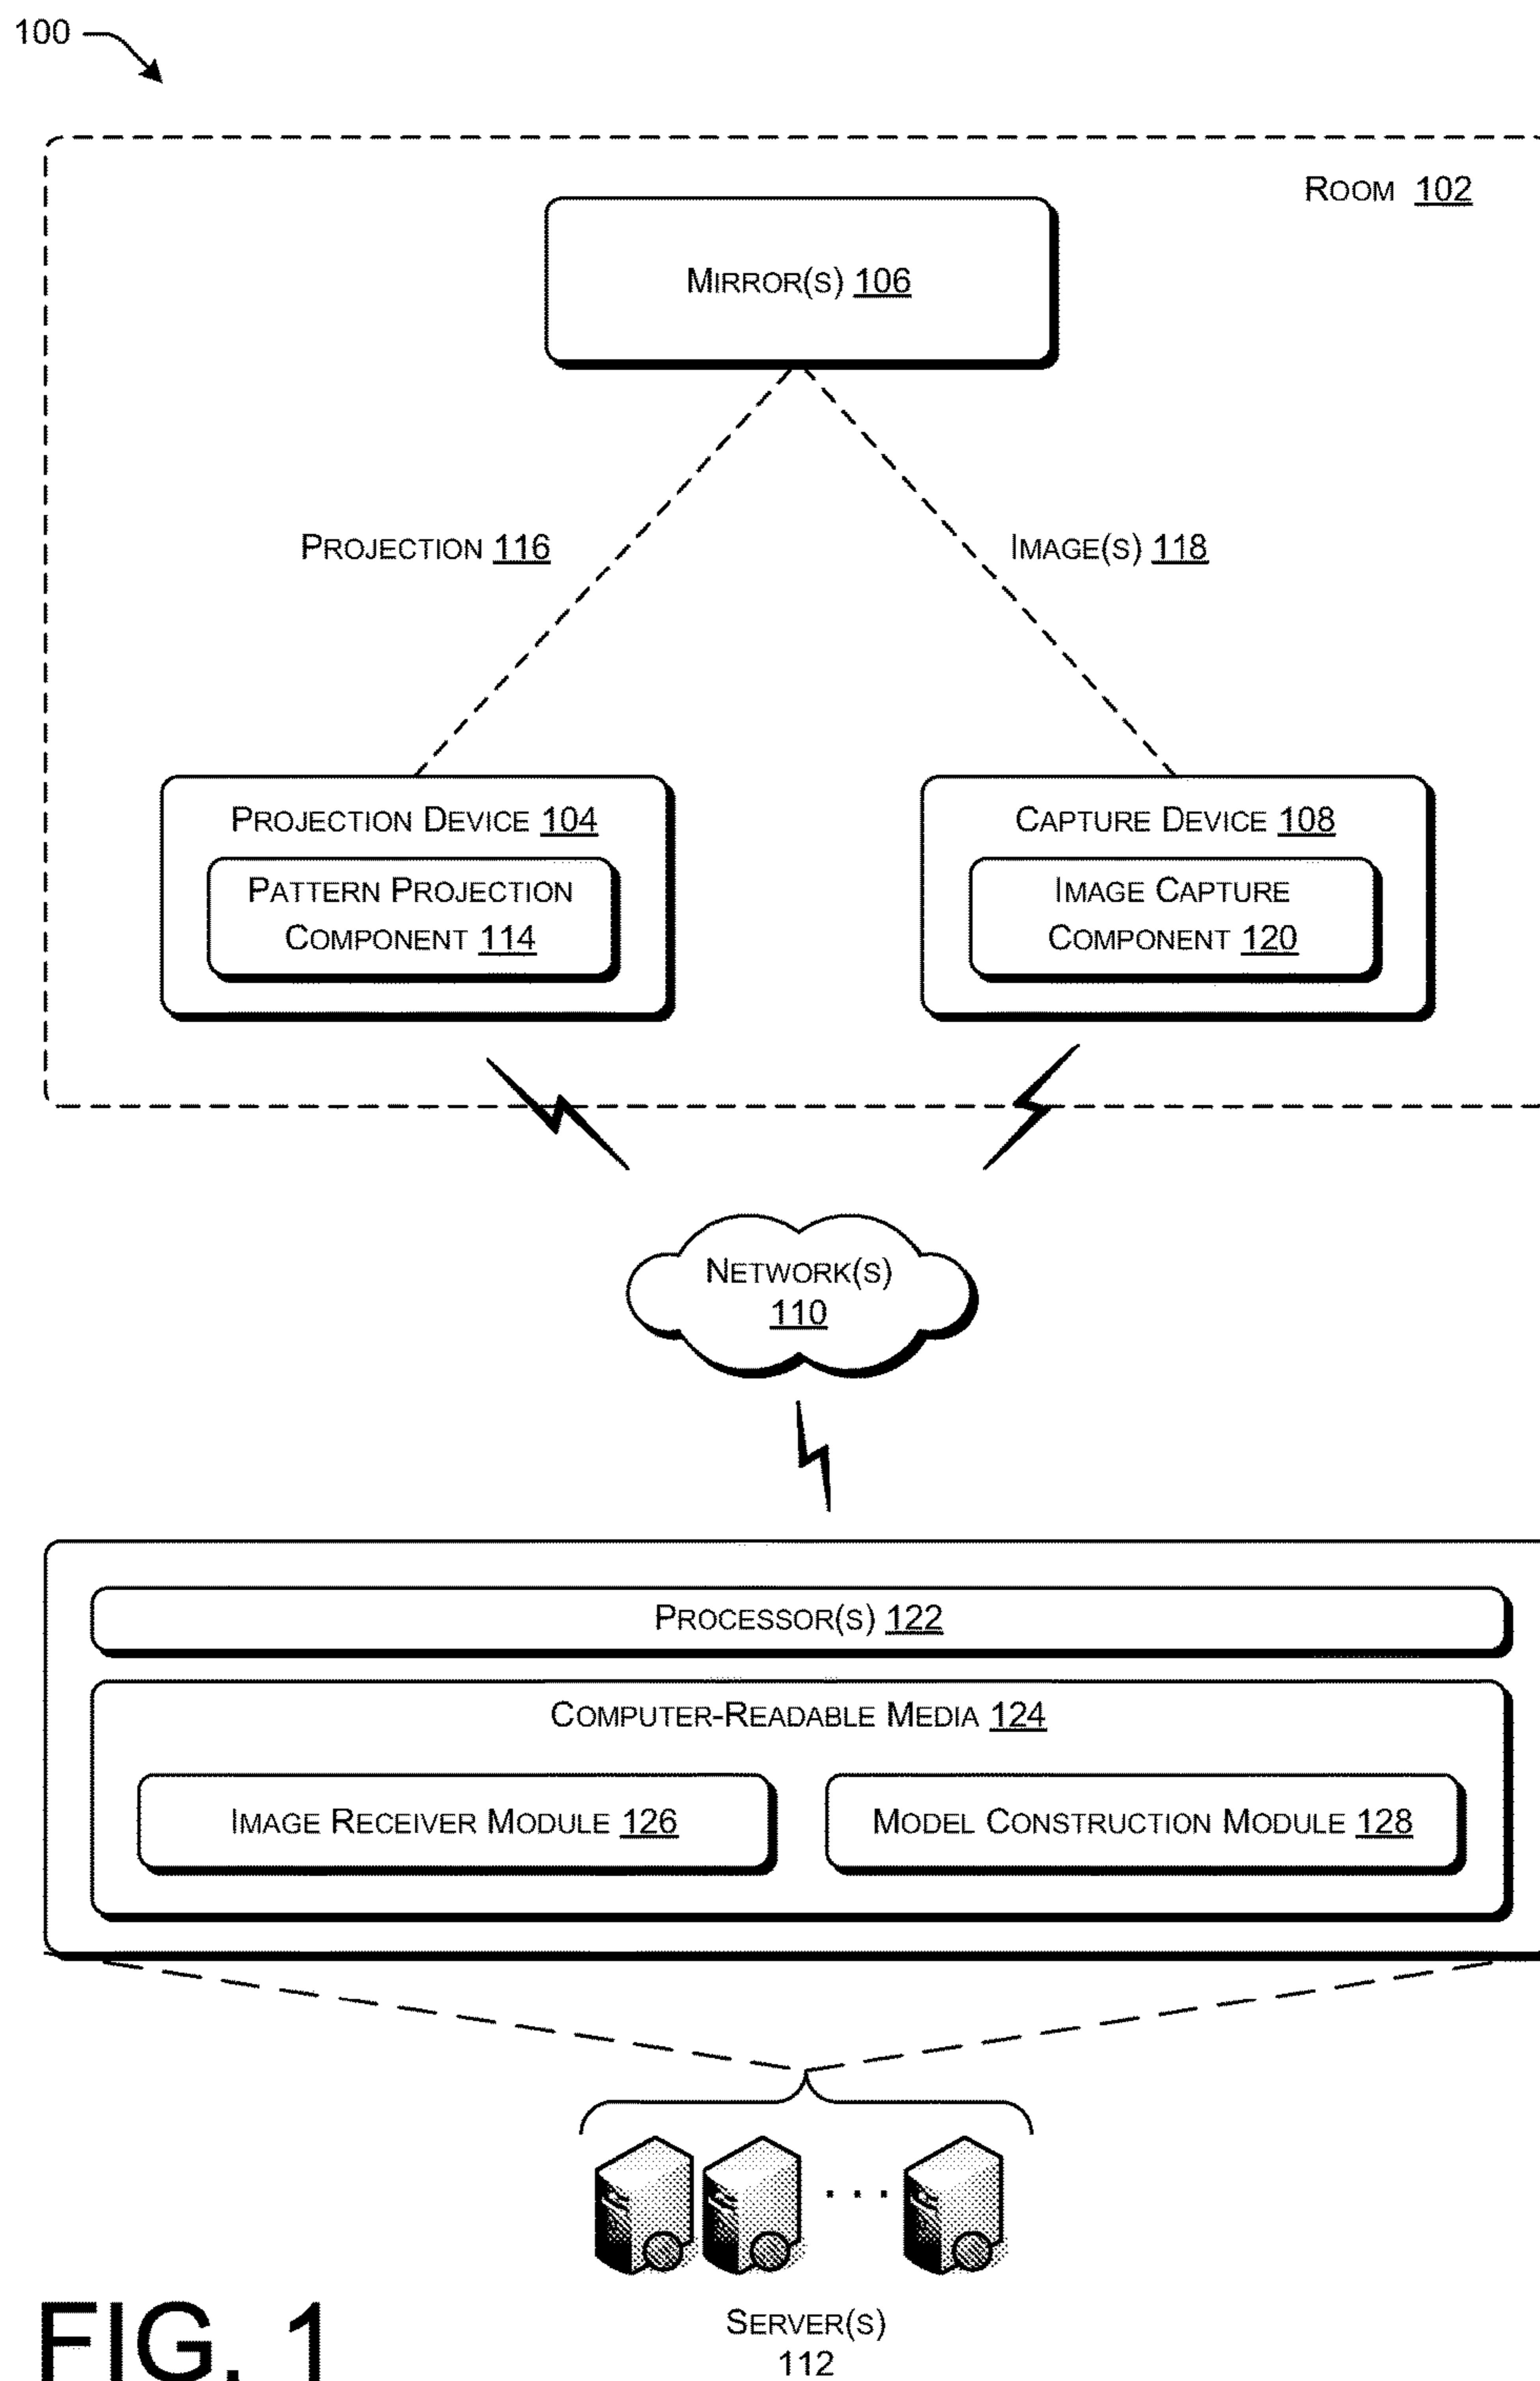 100
ROOM 102
MIRROR(S) 106
PROJECTION 116
IMAGE(S) 118
PROJECTION DEVICE 104
PATTERN PROJECTION
COMPONENT 114
CAPTURE DEVICE 108
IMAGE CAPTURE
COMPONENT 120
NETWORK(S)
110
PROCESSOR(S) 122
COMPUTER-READABLE MEDIA 124
IMAGE RECEIVER MODULE 126
MODEL CONSTRUCTION MODULE 128
SERVER(S)
112
FIG. 1